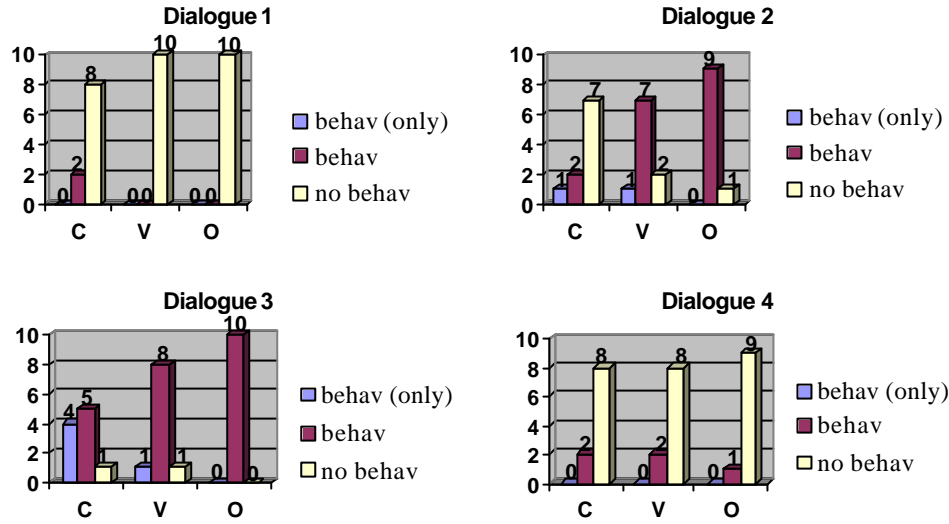 Dialogue 1
10
8
6
4
2
0
0 2 8
0 0 10
0 0 10
C V O
behav (only)
behav
no behav
Dialogue 2
10
8
6
4
2
0
1 2 7
1 7 2
0 9 1
C V O
behav (only)
behav
no behav
Dialogue 3
10
8
6
4
2
0
4 5 1
1 8 1
0 10 0
C V O
behav (only)
behav
no behav
Dialogue 4
10
8
6
4
2
0
0 2 8
0 2 8
0 1 9
C V O
behav (only)
behav
no behav